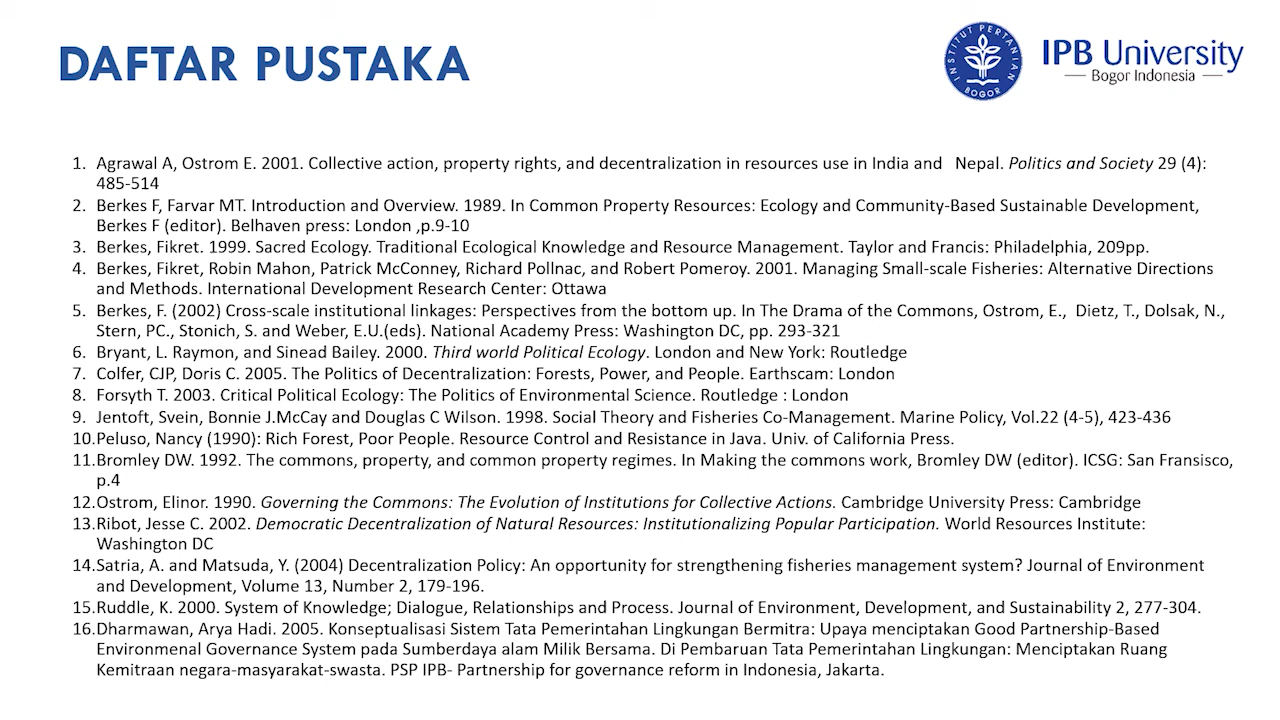 DAFTAR PUSTAKA
INSTITUT PERTANIAN
BOGOR
IPB University
Bogor Indonesia
1. Agrawal A, Ostrom E. 2001. Collective action, property rights, and decentralization in resources use in India and Nepal. Politics and Society 29 (4):
485-514
2. Berkes F, Farvar MT. Introduction and Overview. 1989. In Common Property Resources: Ecology and Community-Based Sustainable Development,
Berkes F (editor). Belhaven press: London ,p.9-10
3. Berkes, Fikret. 1999. Sacred Ecology. Traditional Ecological Knowledge and Resource Management. Taylor and Francis: Philadelphia, 209pp.
4. Berkes, Fikret, Robin Mahon, Patrick McConney, Richard Pollnac, and Robert Pomeroy. 2001. Managing Small-scale Fisheries: Alternative Directions
and Methods. International Development Research Center: Ottawa
5. Berkes, F. (2002) Cross-scale institutional linkages: Perspectives from the bottom up. In The Drama of the Commons, Ostrom, E., Dietz, T., Dolsak, N.,
Stern, PC., Stonich, S. and Weber, E.U.(eds). National Academy Press: Washington DC, pp. 293-321
6. Bryant, L. Raymon, and Sinead Bailey. 2000. Third world Political Ecology. London and New York: Routledge
7. Colfer, CJP, Doris C. 2005. The Politics of Decentralization: Forests, Power, and People. Earthscam: London
8. Forsyth T. 2003. Critical Political Ecology: The Politics of Environmental Science. Routledge : London
9. Jentoft, Svein, Bonnie J.McCay and Douglas C Wilson. 1998. Social Theory and Fisheries Co-Management. Marine Policy, Vol.22 (4-5), 423-436
10.Peluso, Nancy (1990): Rich Forest, Poor People. Resource Control and Resistance in Java. Univ. of California Press.
11.Bromley DW. 1992. The commons, property, and common property regimes. In Making the commons work, Bromley DW (editor). ICSG: San Fransisco,
p.4
12.Ostrom, Elinor. 1990. Governing the Commons: The Evolution of Institutions for Collective Actions. Cambridge University Press: Cambridge
13.Ribot, Jesse C. 2002. Democratic Decentralization of Natural Resources: Institutionalizing Popular Participation. World Resources Institute:
Washington DC
14.Satria, A. and Matsuda, Y. (2004) Decentralization Policy: An opportunity for strengthening fisheries management system? Journal of Environment
and Development, Volume 13, Number 2, 179-196.
15.Ruddle, K. 2000. System of Knowledge; Dialogue, Relationships and Process. Journal of Environment, Development, and Sustainability 2, 277-304.
16.Dharmawan, Arya Hadi. 2005. Konseptualisasi Sistem Tata Pemerintahan Lingkungan Bermitra: Upaya menciptakan Good Partnership-Based
Environmenal Governance System pada Sumberdaya alam Milik Bersama. Di Pembaruan Tata Pemerintahan Lingkungan: Menciptakan Ruang
Kemitraan negara-masyarakat-swasta. PSP IPB- Partnership for governance reform in Indonesia, Jakarta.